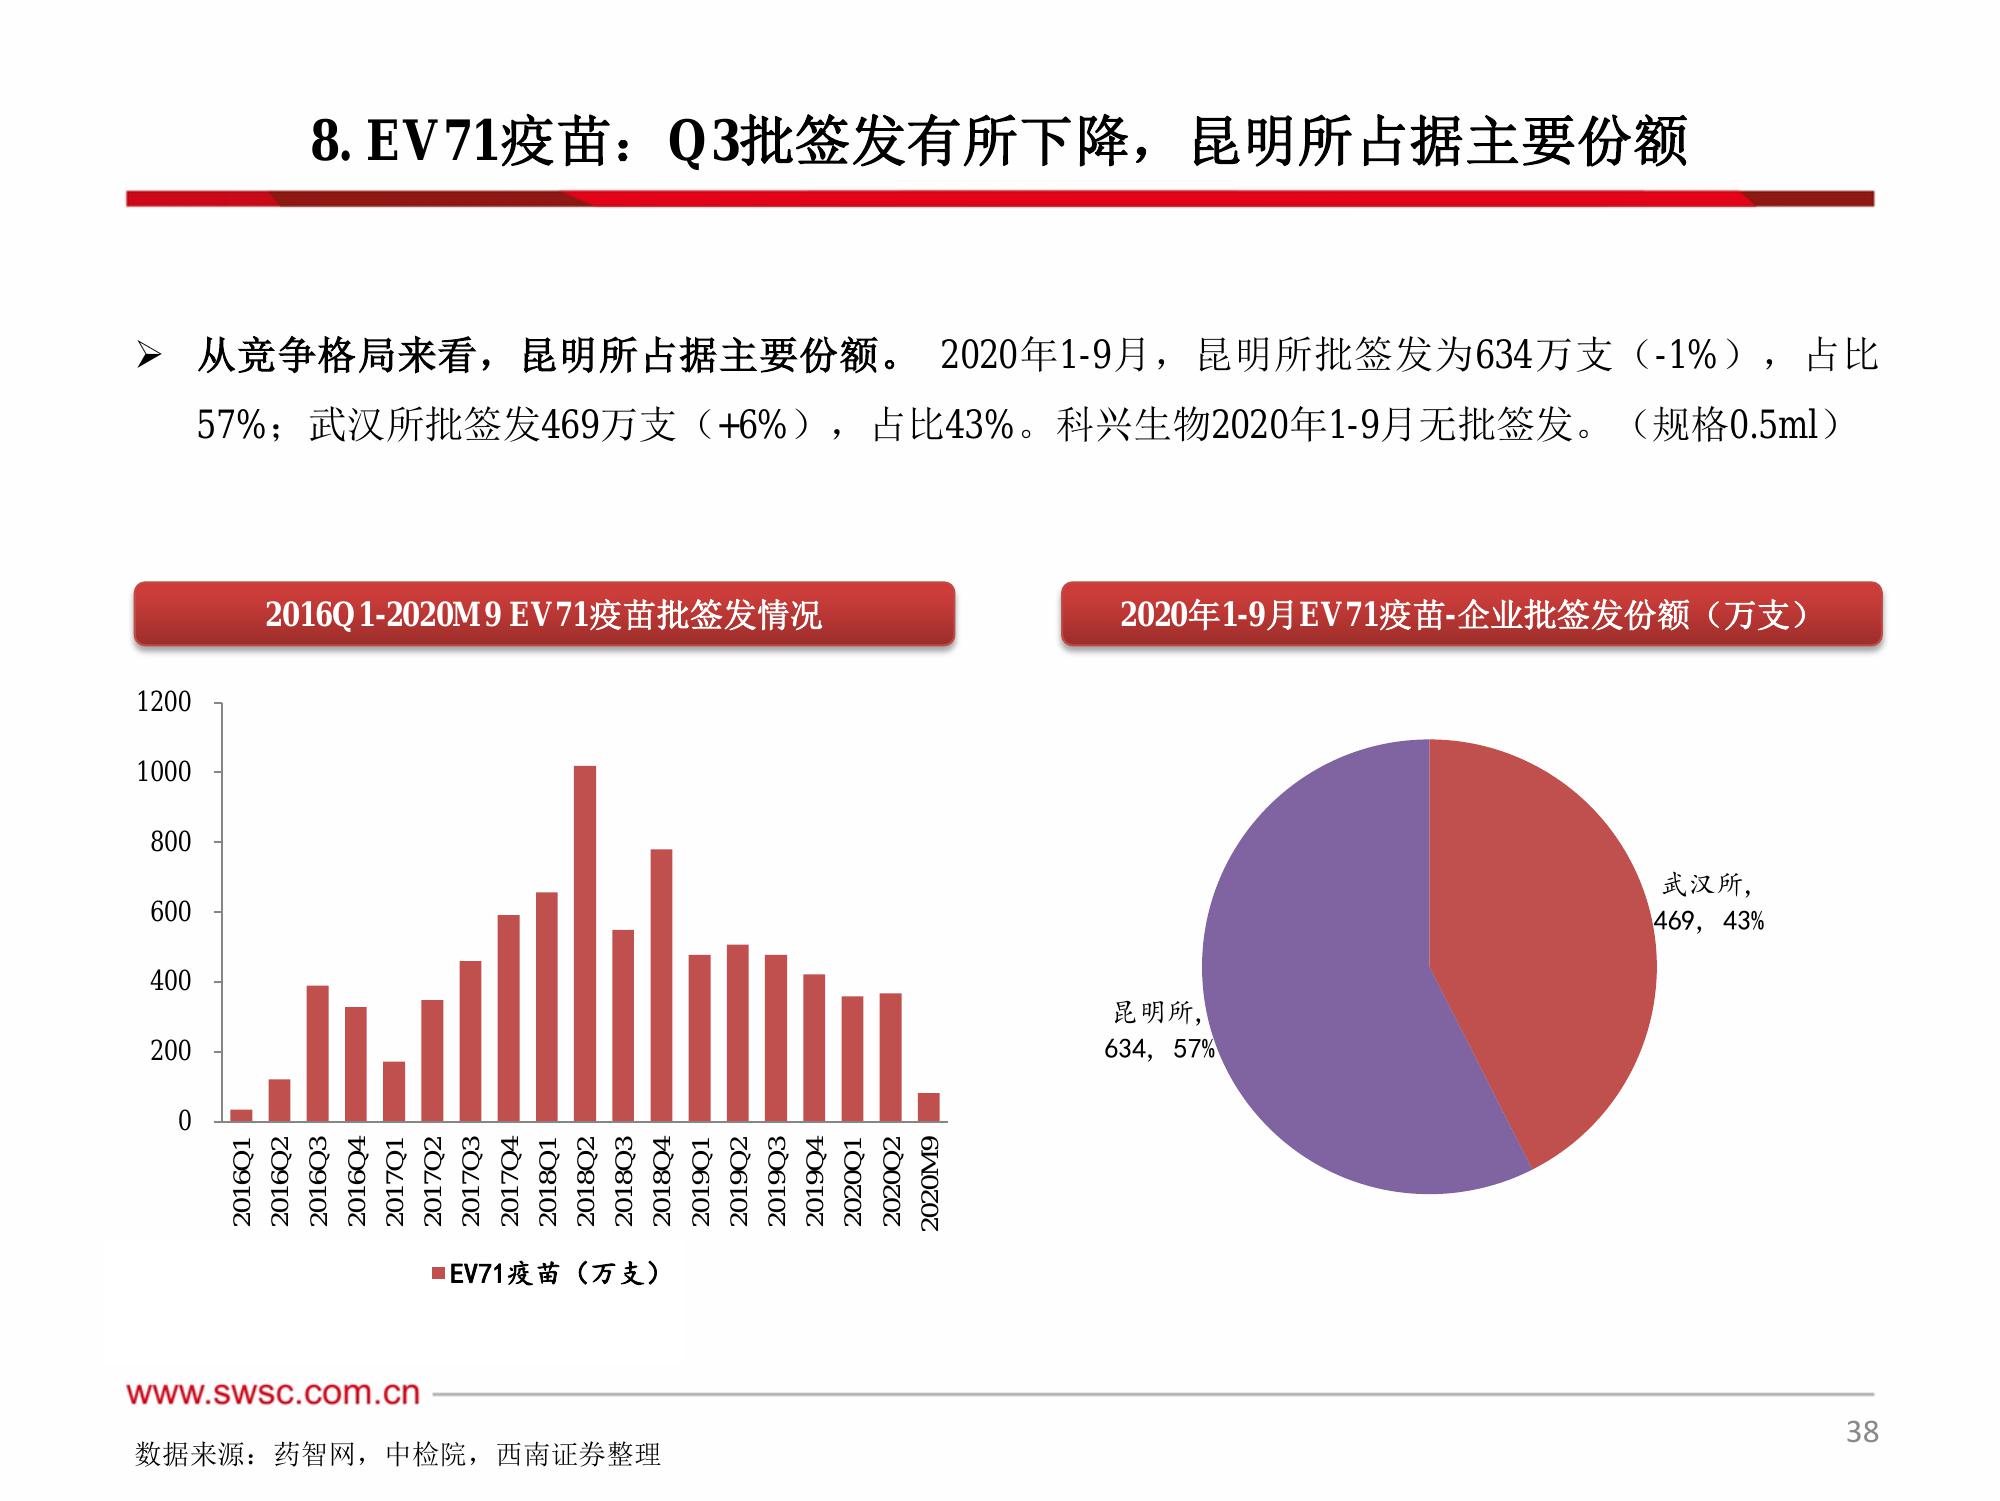 8. EV71疫苗：Q3批签发有所下降，昆明所占据主要份额
➢ 从竞争格局来看，昆明所占据主要份额。 2020年1-9月，昆明所批签发为634万支（-1%），占比
57%；武汉所批签发469万支（+6%），占比43%。科兴生物2020年1-9月无批签发。（规格0.5ml）
2016Q1-2020M9 EV71疫苗批签发情况
1200
1000
800
600
400
200
0
2016Q1
2016Q2
2016Q3
2016Q4
2017Q1
2017Q2
2017Q3
2017Q4
2018Q1
2018Q2
2018Q3
2018Q4
2019Q1
2019Q2
2019Q3
2019Q4
2020Q1
2020Q2
2020M9
EV71疫苗（万支）
2020年1-9月EV71疫苗-企业批签发份额（万支）
武汉所,
469, 43%
昆明所,
634, 57%
www.swsc.com.cn
38
数据来源：药智网，中检院，西南证券整理